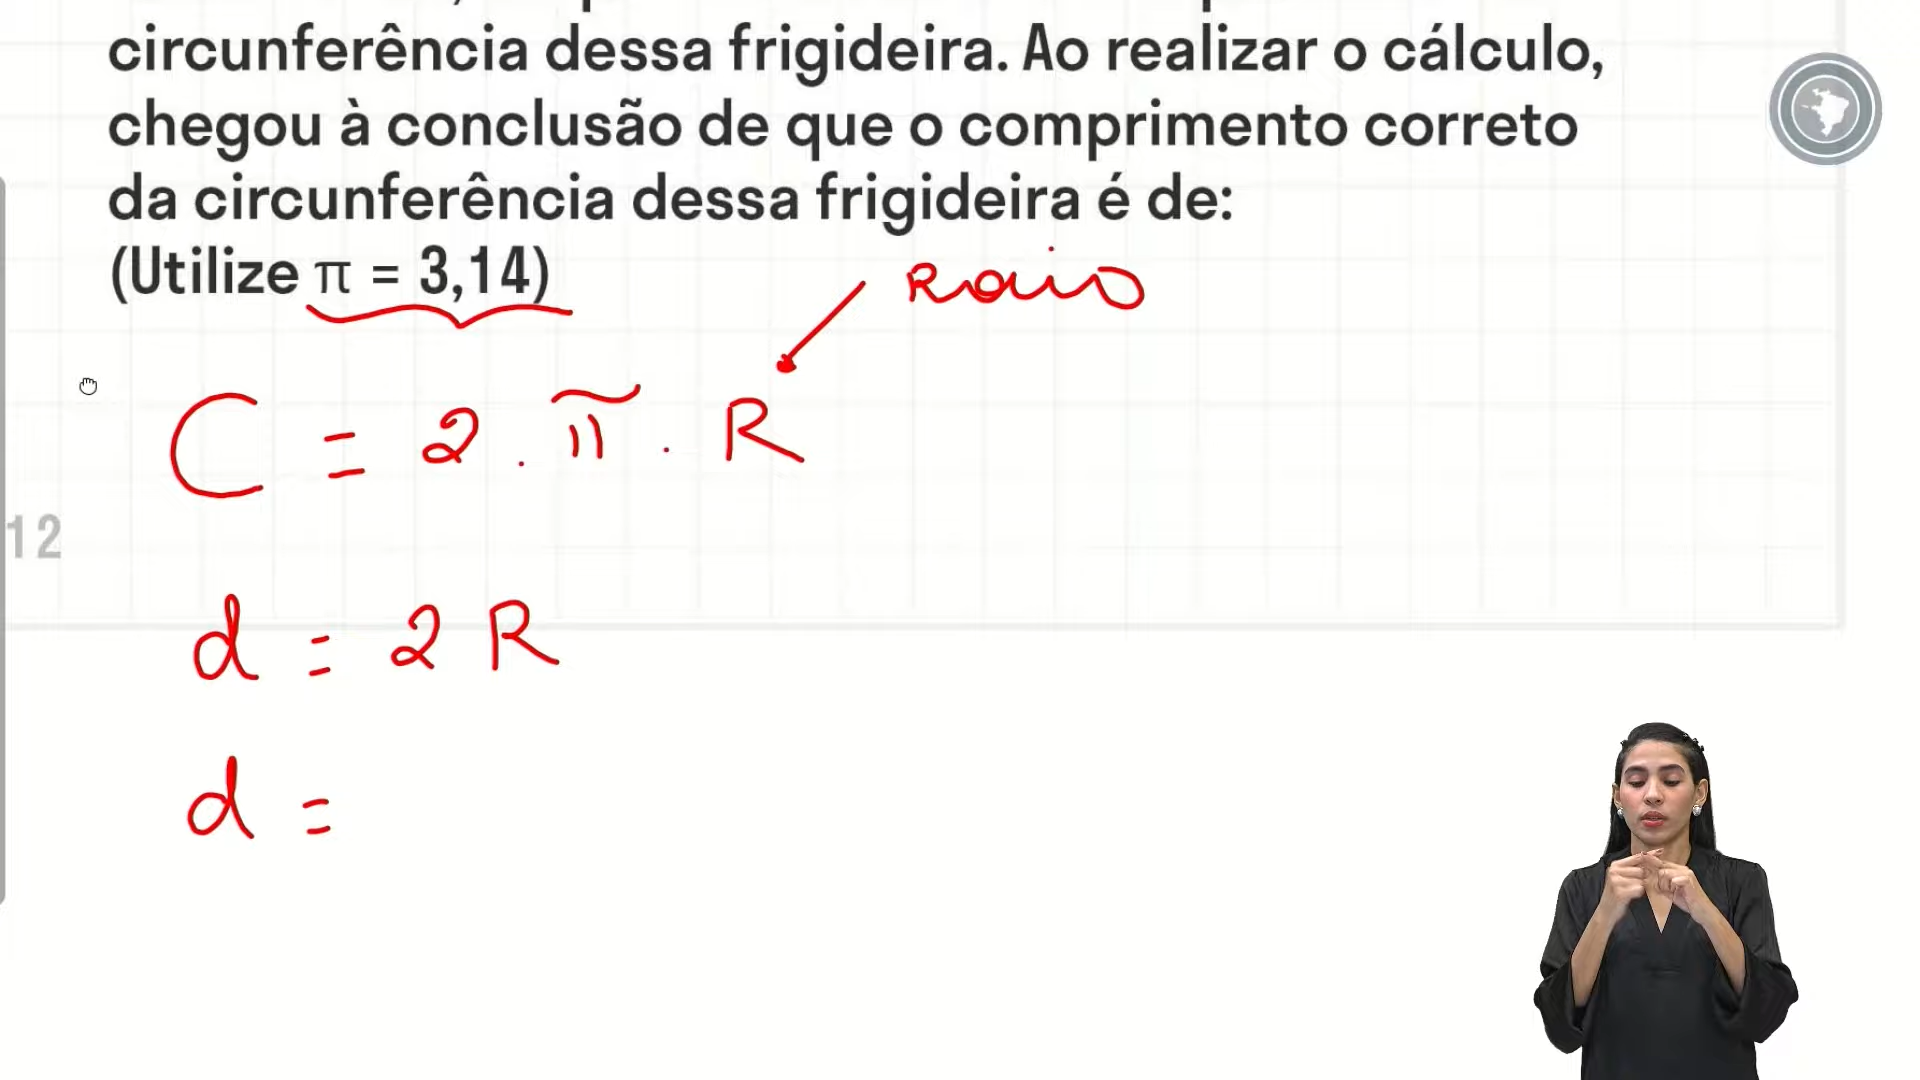 circunferência dessa frigideira. Ao realizar o cálculo,
chegou à conclusão de que o comprimento correto
da circunferência dessa frigideira é de:
(Utilize π = 3,14)
Raio
C = 2 . π . R
12
d = 2 R
d =